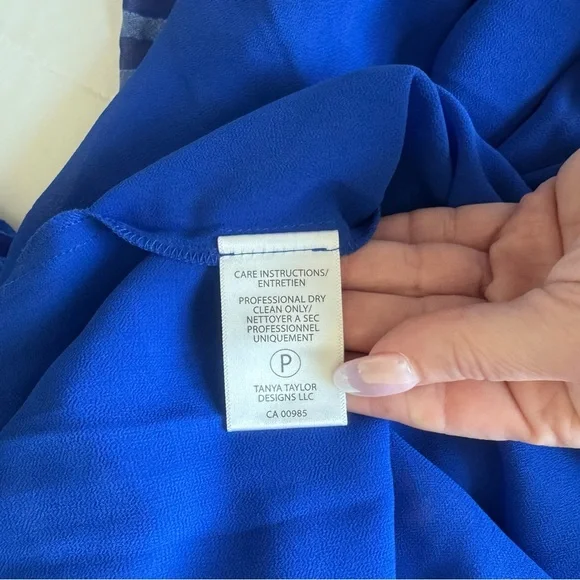 CARE INSTRUCTIONS/
ENTRETIEN
PROFESSIONAL DRY
CLEAN ONLY/
NETTOYER A SEC
PROFESSIONNEL
UNIQUEMENT
P
TANYA TAYLOR
DESIGNS LLC
CA 00985